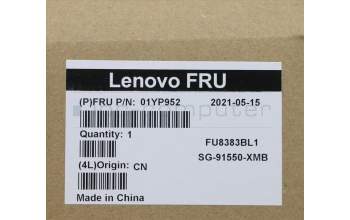 Lenovo FRU
(P)FRU P/N: 01YP952 2021-05-15
Quantity: 1
FU8383BL1
SG-91550-XMB
(4L)Origin: CN
Made in China